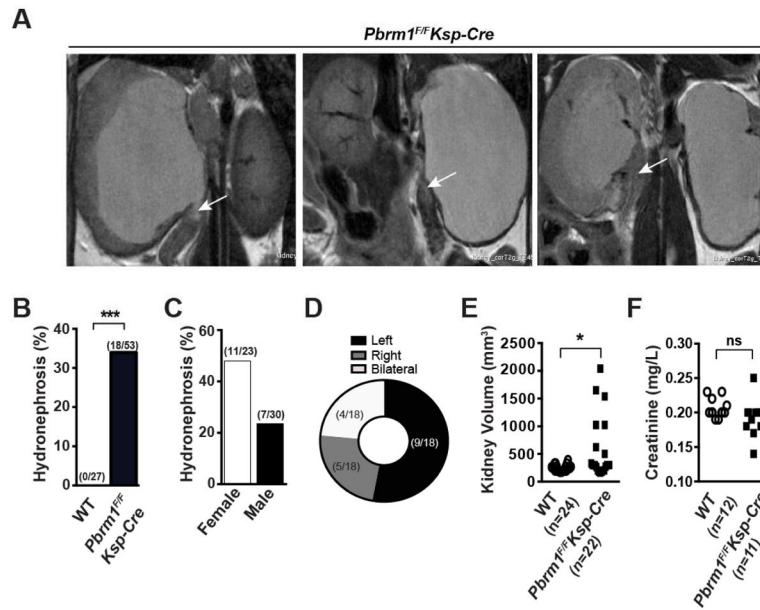 A
Pbrm1F/F Ksp-Cre
B
***
Hydronephrosis (%)
40
30
20
10
0
(0/27)
(18/53)
WT
Pbrm1F/F
Ksp-Cre
C
Hydronephrosis (%)
60
40
20
0
(11/23)
(7/30)
Female
Male
D
Left
Right
Bilateral
(4/18)
(9/18)
(5/18)
E
*
Kidney Volume (mm³)
2500
2000
1500
1000
500
0
WT
(n=24)
Pbrm1F/FKsp-Cre
(n=22)
F
ns
Creatinine (mg/L)
0.30
0.25
0.20
0.15
0.10
WT
(n=12)
Pbrm1F/FKsp-Cre
(n=11)